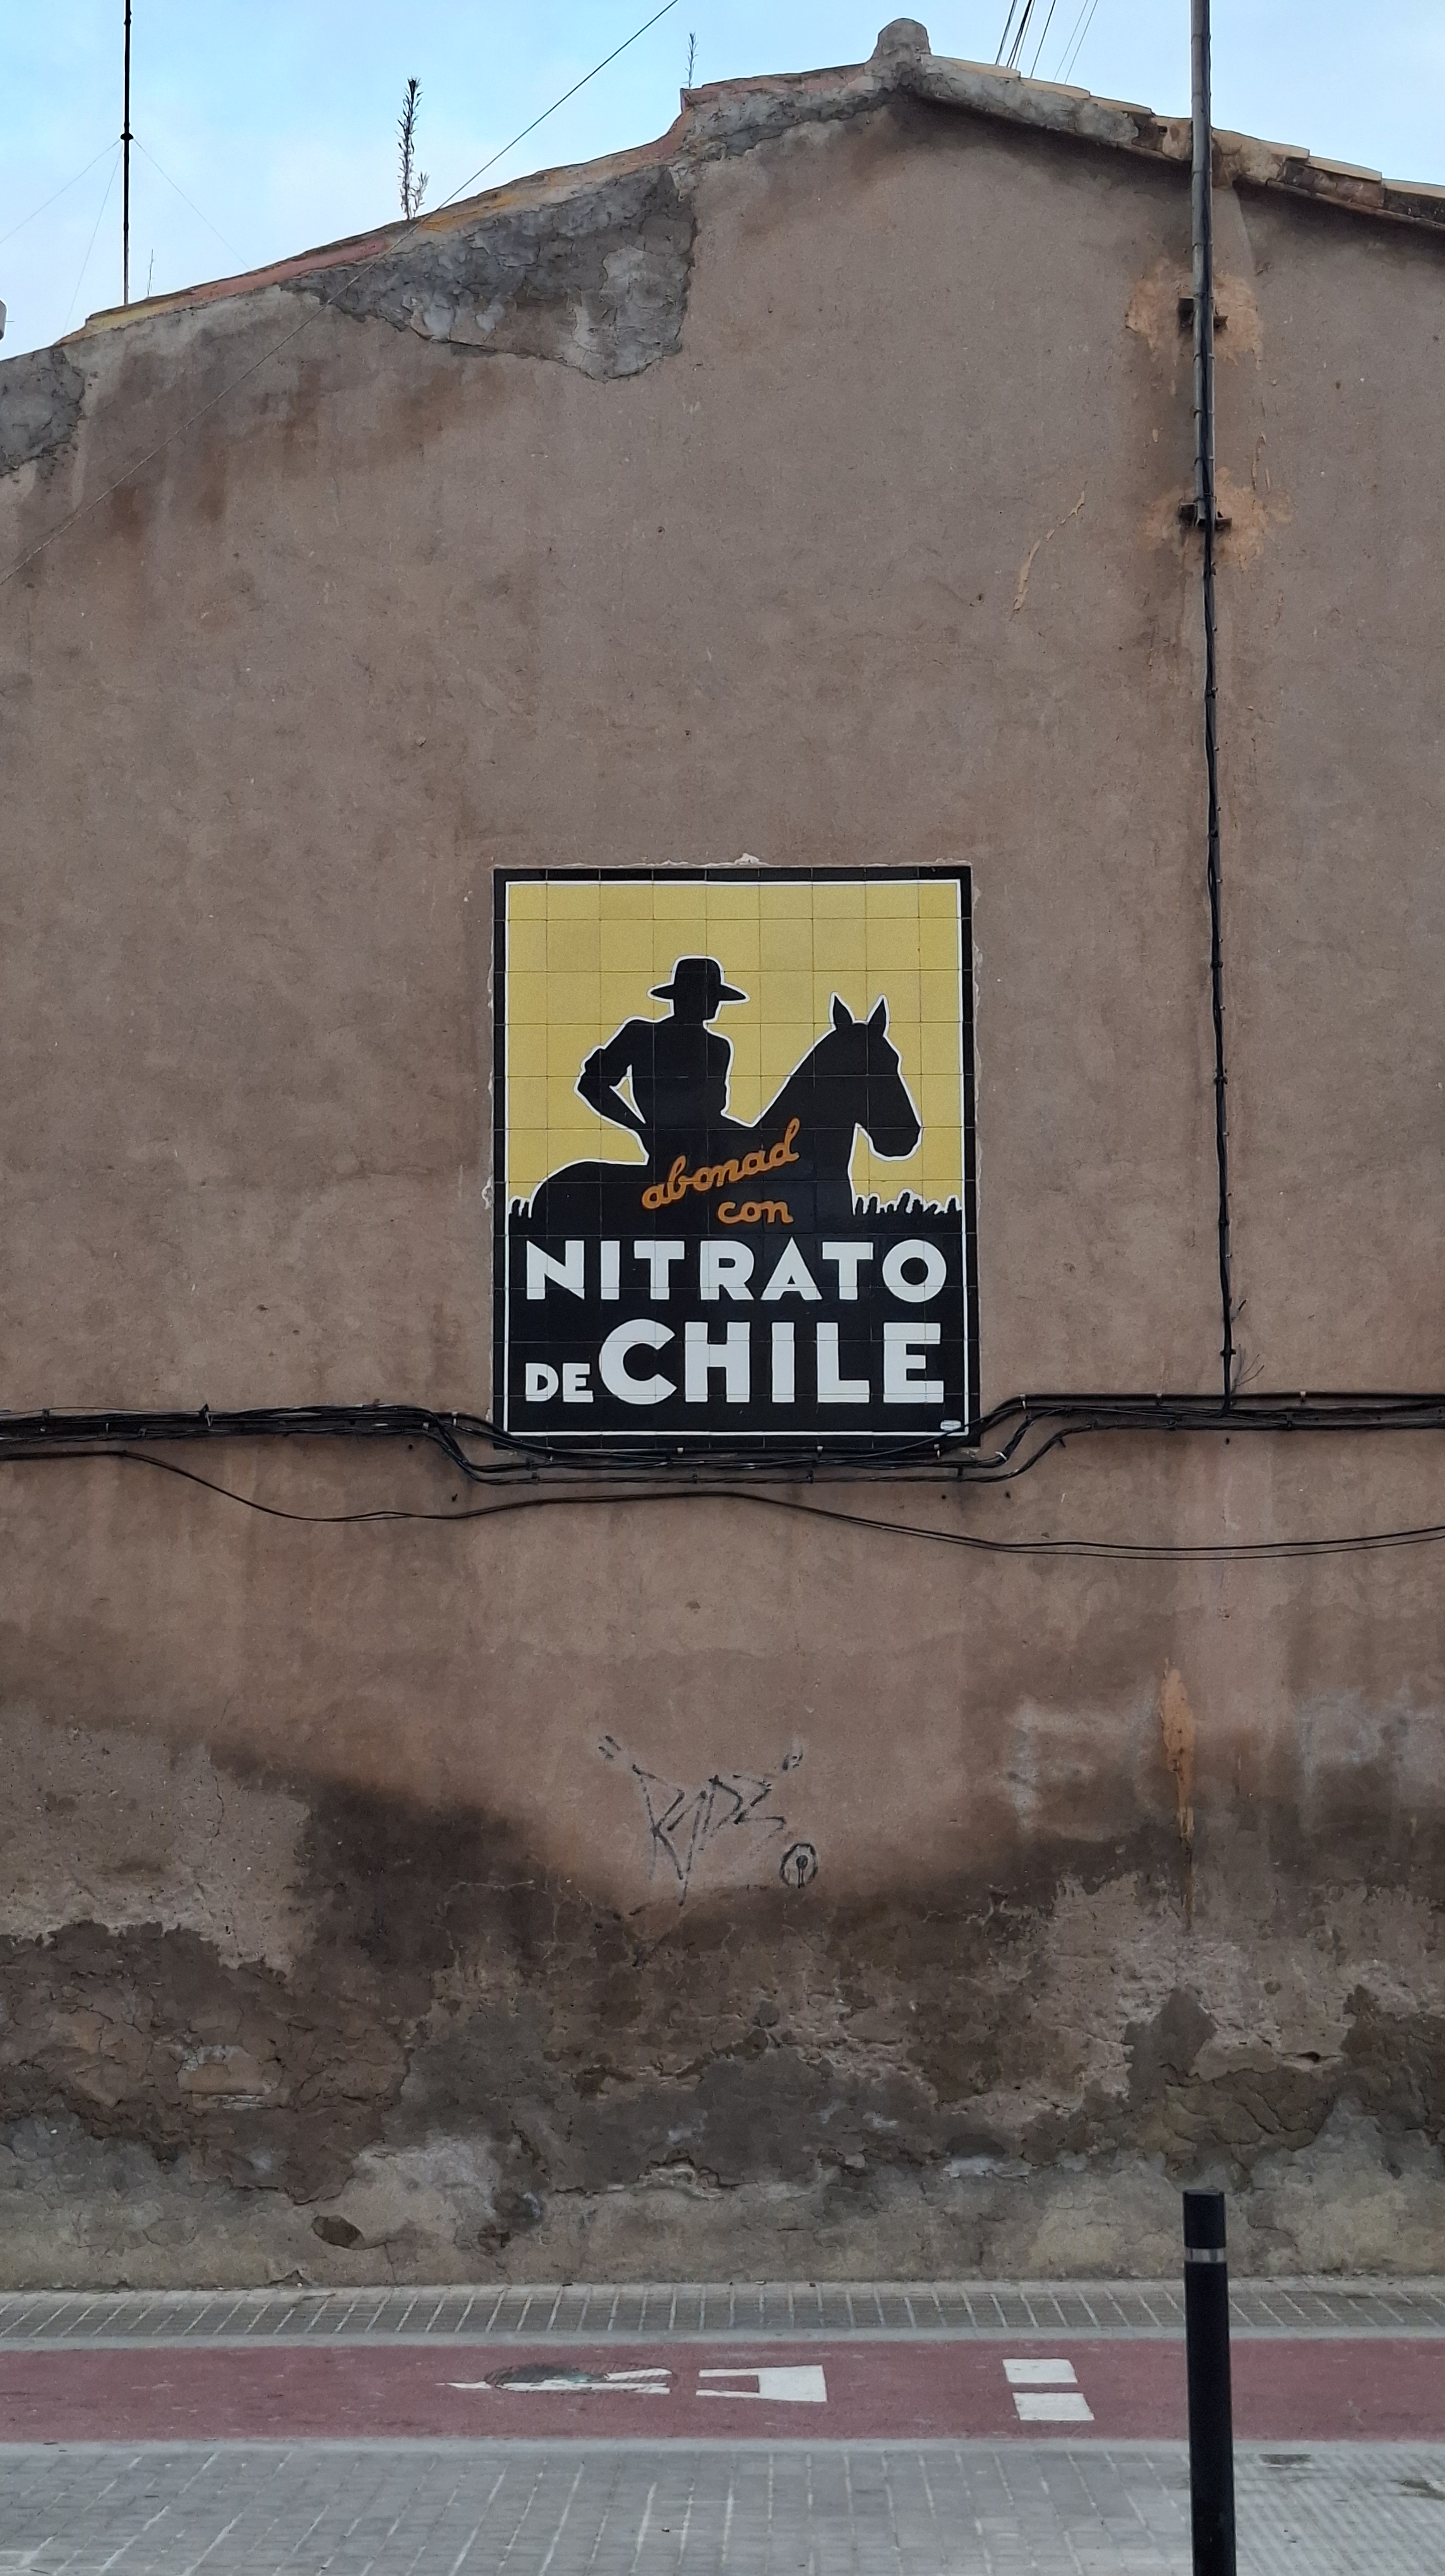 abonad
con
NITRATO
DE CHILE